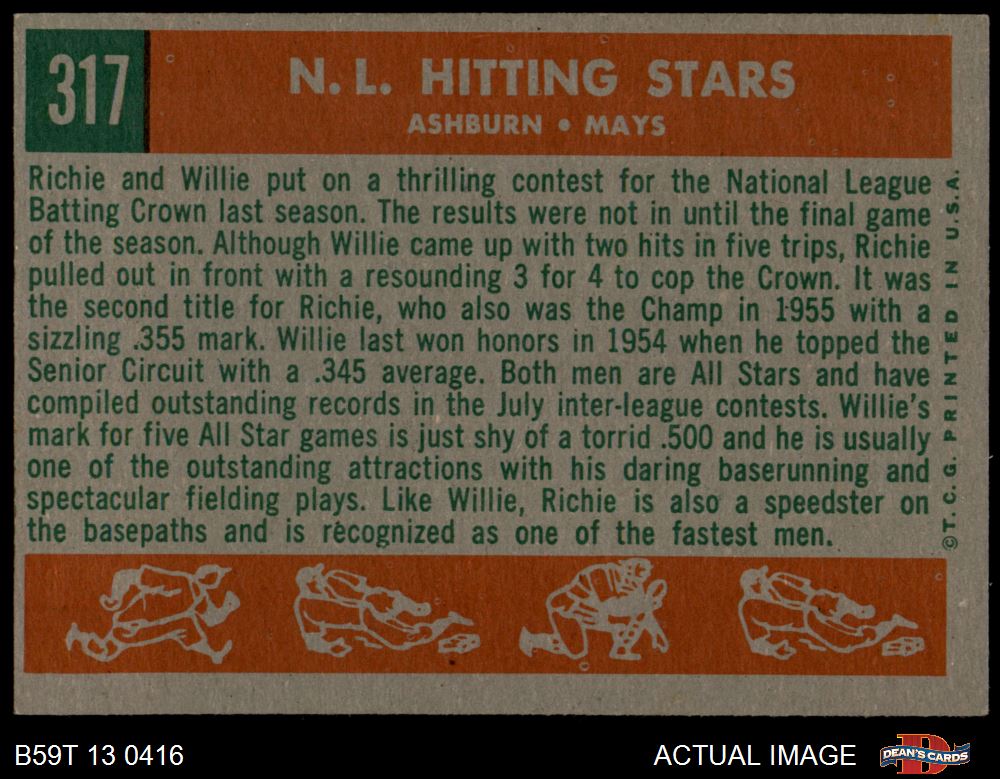 317
N. L. HITTING STARS
ASHBURN • MAYS
Richie and Willie put on a thrilling contest for the National League
Batting Crown last season. The results were not in until the final game
of the season. Although Willie came up with two hits in five trips, Richie
pulled out in front with a resounding 3 for 4 to cop the Crown. It was
the second title for Richie, who also was the Champ in 1955 with a
sizzling .355 mark. Willie last won honors in 1954 when he topped the
Senior Circuit with a .345 average. Both men are All Stars and have
compiled outstanding records in the July inter-league contests. Willie's
mark for five All Star games is just shy of a torrid .500 and he is usually
one of the outstanding attractions with his daring baserunning and
spectacular fielding plays. Like Willie, Richie is also a speedster on
the basepaths and is recognized as one of the fastest men.
©T. C. G. PRINTED IN U.S.A.
B59T 13 0416
ACTUAL IMAGE
D
DEAN'S CARDS